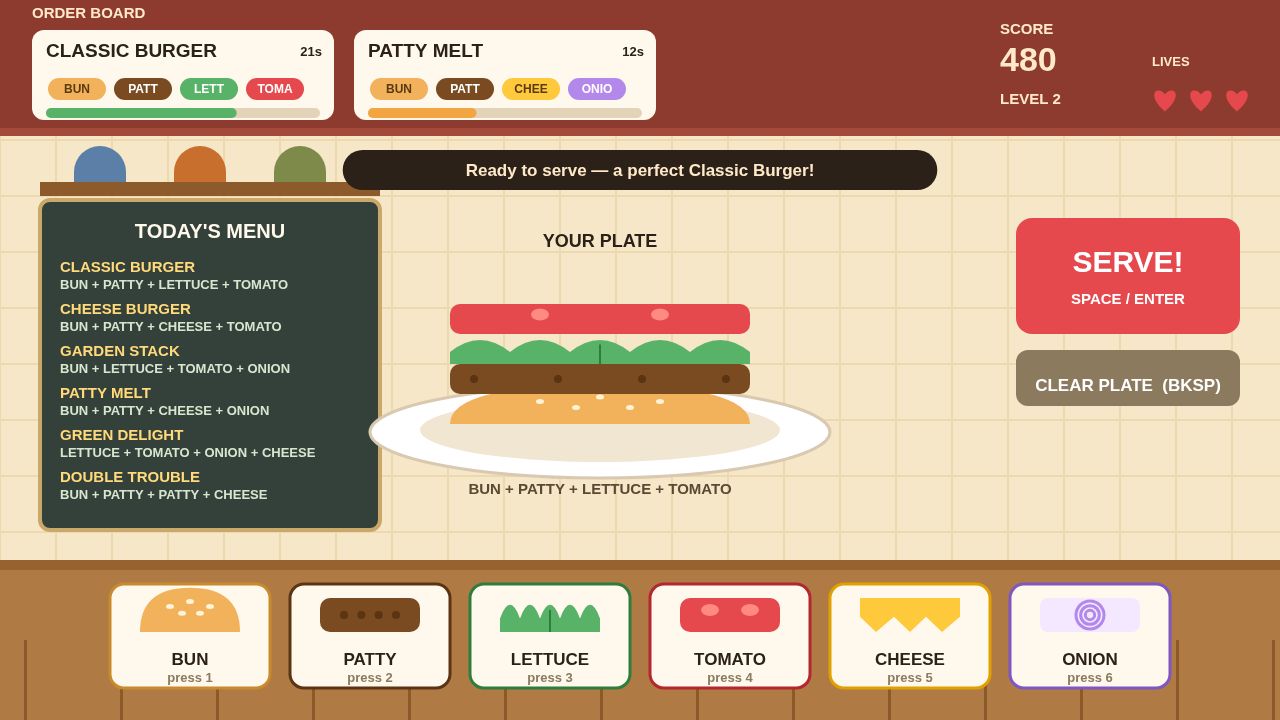 ORDER BOARD
CLASSIC BURGER 21s
BUN PATT LETT TOMA
PATTY MELT 12s
BUN PATT CHEE ONIO
SCORE
480
LEVEL 2
LIVES
Ready to serve — a perfect Classic Burger!
TODAY'S MENU
CLASSIC BURGER
BUN + PATTY + LETTUCE + TOMATO
CHEESE BURGER
BUN + PATTY + CHEESE + TOMATO
GARDEN STACK
BUN + LETTUCE + TOMATO + ONION
PATTY MELT
BUN + PATTY + CHEESE + ONION
GREEN DELIGHT
LETTUCE + TOMATO + ONION + CHEESE
DOUBLE TROUBLE
BUN + PATTY + PATTY + CHEESE
YOUR PLATE
BUN + PATTY + LETTUCE + TOMATO
SERVE!
SPACE / ENTER
CLEAR PLATE (BKSP)
BUN
press 1
PATTY
press 2
LETTUCE
press 3
TOMATO
press 4
CHEESE
press 5
ONION
press 6